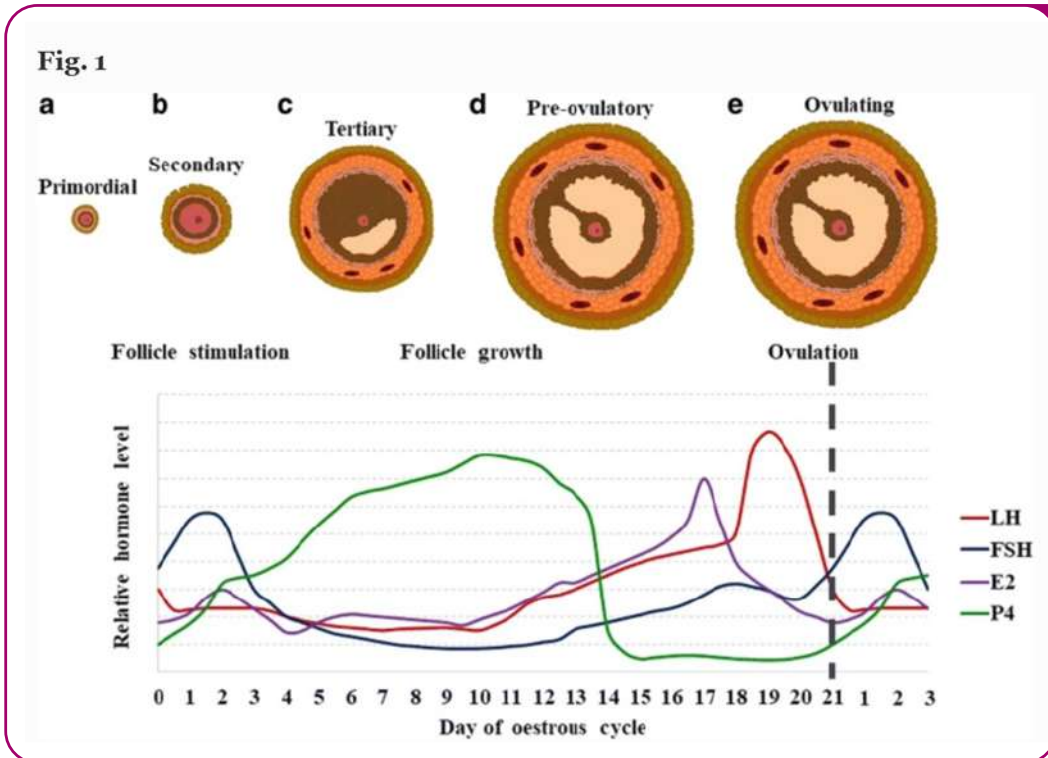 Fig. 1
a b c d e
Primordial
Secondary
Tertiary
Pre-ovulatory
Ovulating
Follicle stimulation Follicle growth Ovulation
Relative hormone level
LH
FSH
E2
P4
0 1 2 3 4 5 6 7 8 9 10 11 12 13 14 15 16 17 18 19 20 21 1 2 3
Day of oestrous cycle